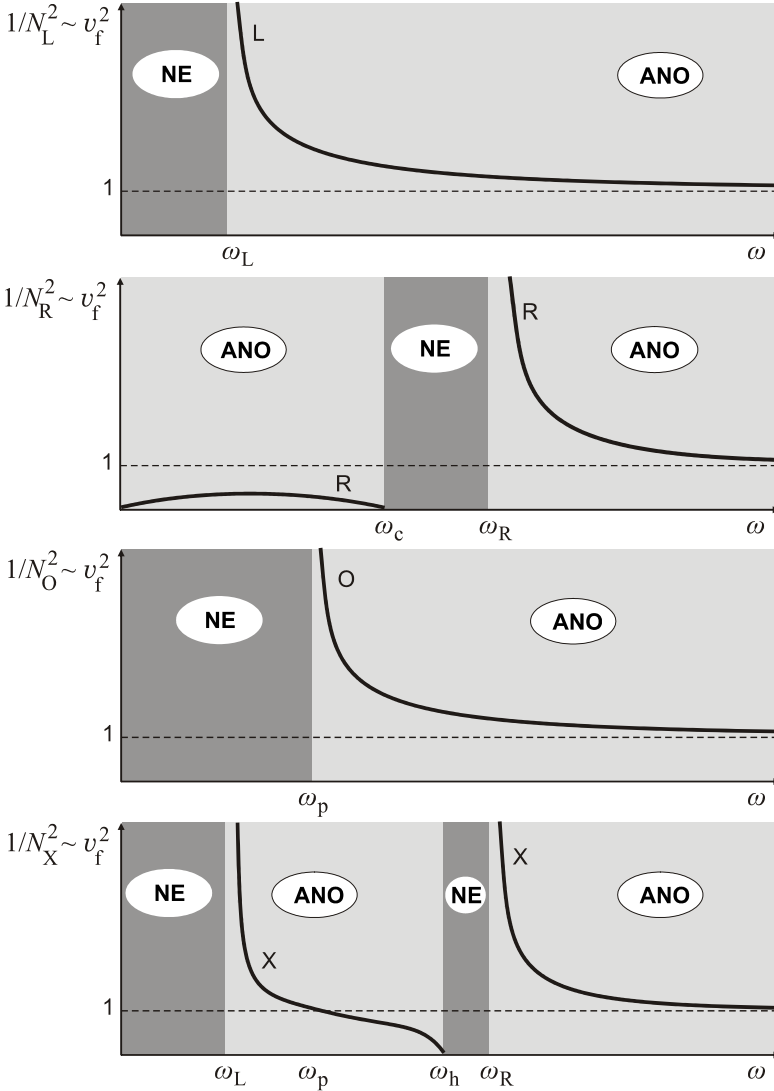 1/N_L^2 ~ v_f^2
L
NE
ANO
1
ω_L
ω
1/N_R^2 ~ v_f^2
R
ANO
NE
ANO
1
R
ω_c
ω_R
ω
1/N_O^2 ~ v_f^2
O
NE
ANO
1
ω_p
ω
1/N_X^2 ~ v_f^2
X
NE
ANO
NE
ANO
X
1
ω_L
ω_p
ω_h
ω_R
ω